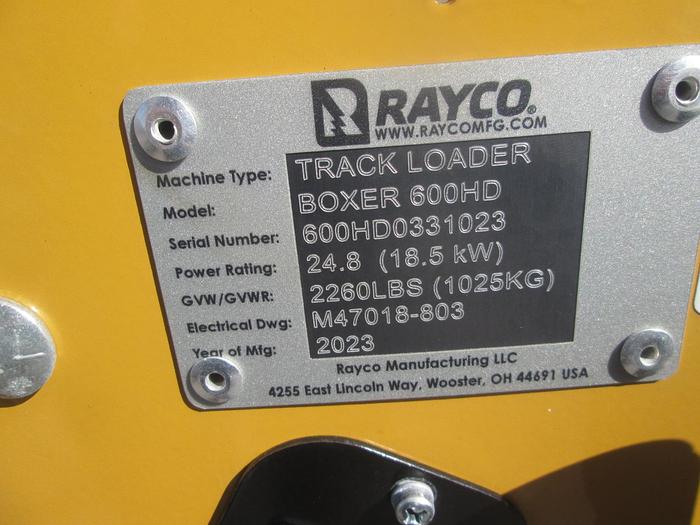 RAYCO®
WWW.RAYCOMFG.COM
Machine Type: TRACK LOADER
Model: BOXER 600HD
Serial Number: 600HD0331023
Power Rating: 24.8 (18.5 kW)
GVW/GVWR: 2260LBS (1025KG)
Electrical Dwg: M47018-803
Year of Mfg: 2023
Rayco Manufacturing LLC
4255 East Lincoln Way, Wooster, OH 44691 USA